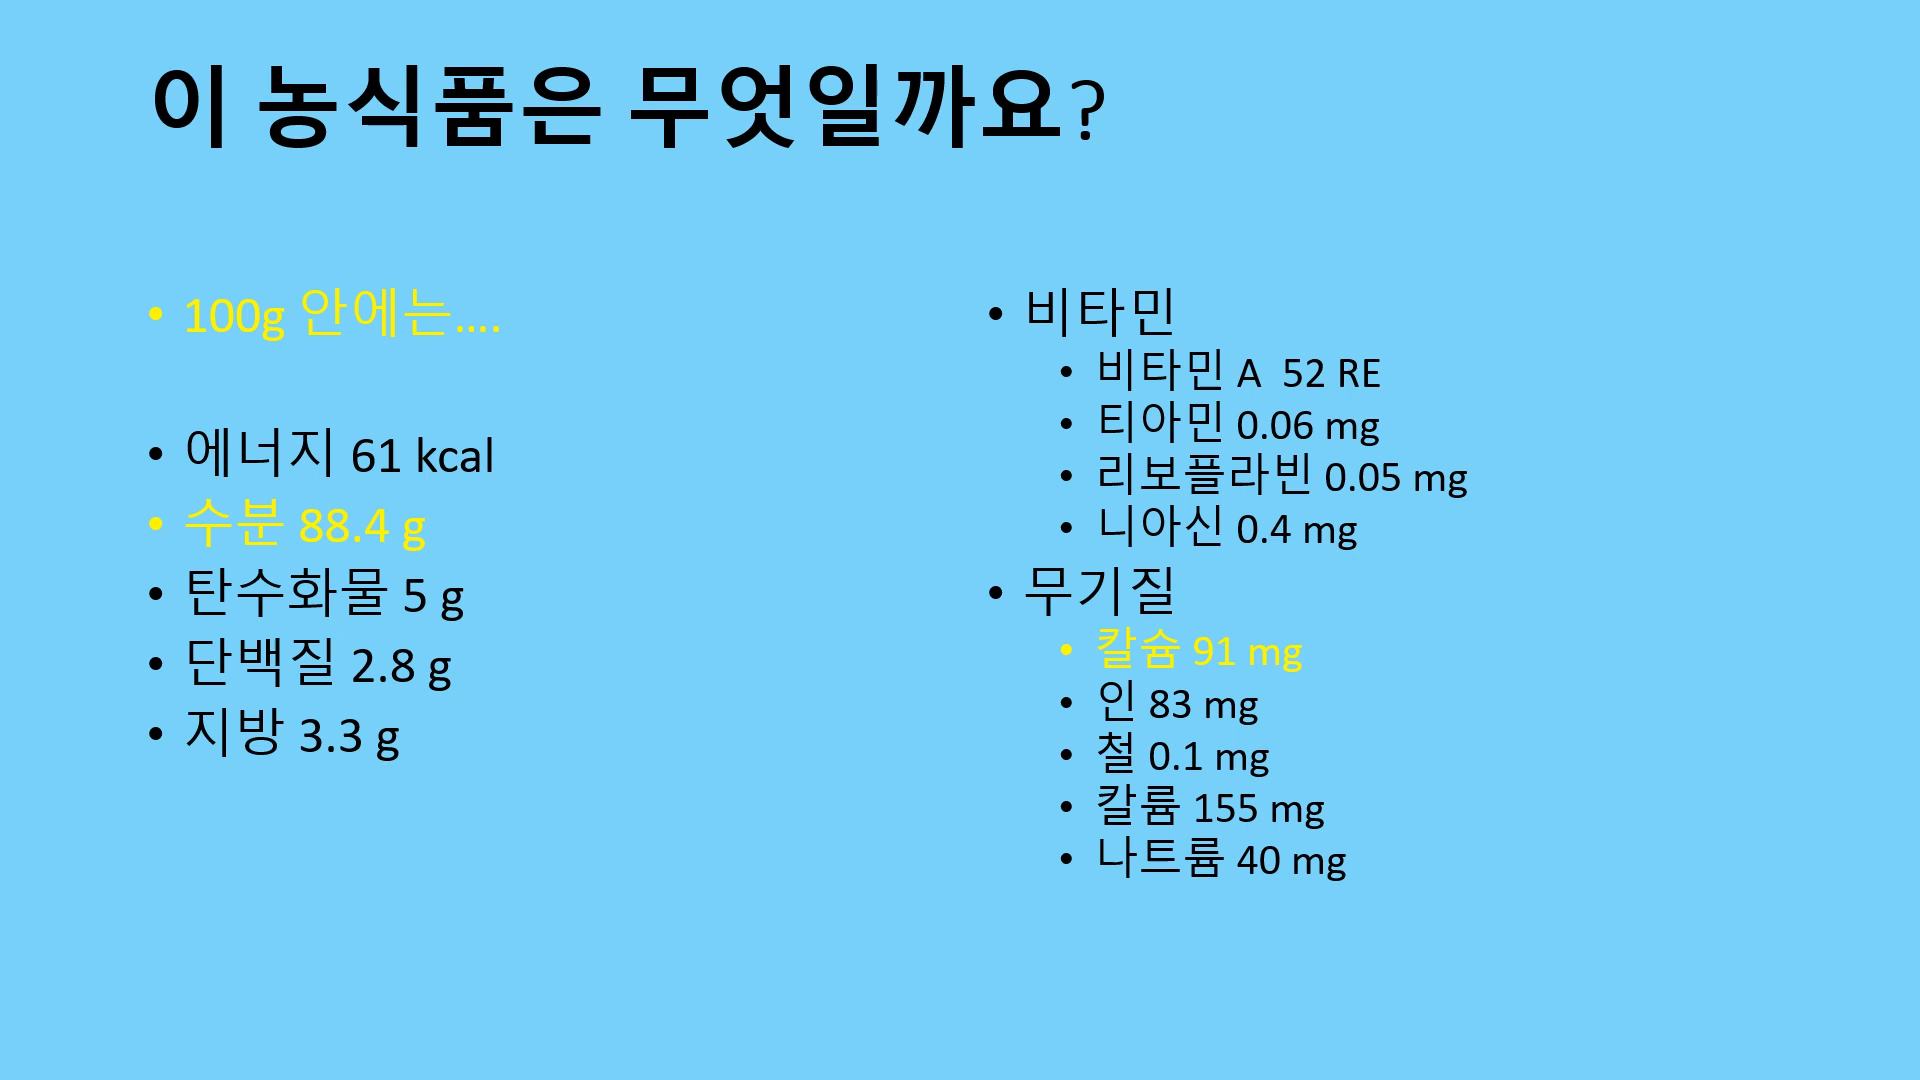 이 농식품은 무엇일까요?
• 100g 안에는....
• 에너지 61 kcal
• 수분 88.4 g
• 탄수화물 5 g
• 단백질 2.8 g
• 지방 3.3 g
• 비타민
• 비타민 A  52 RE
• 티아민 0.06 mg
• 리보플라빈 0.05 mg
• 니아신 0.4 mg
• 무기질
• 칼슘 91 mg
• 인 83 mg
• 철 0.1 mg
• 칼륨 155 mg
• 나트륨 40 mg